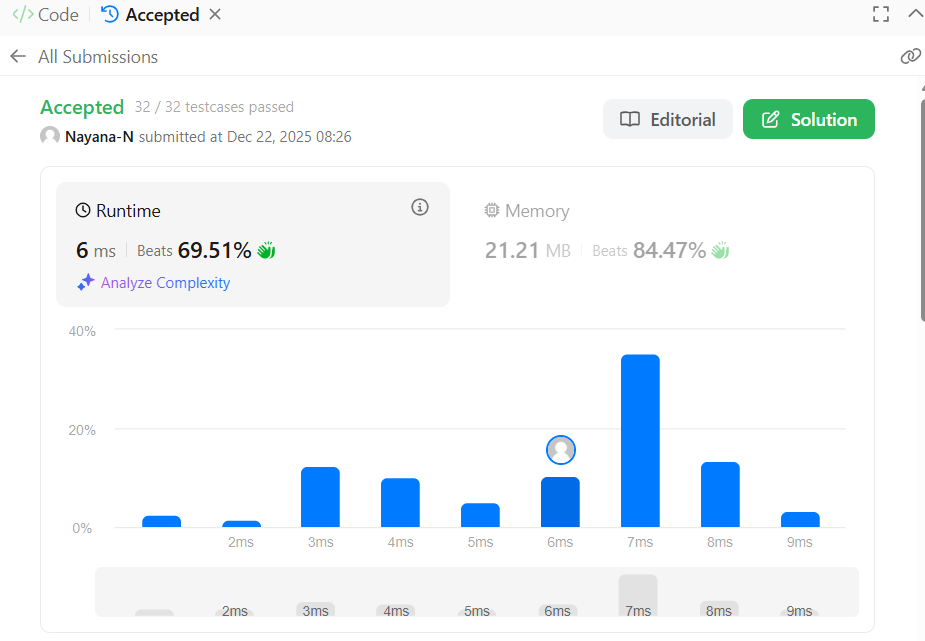 Code Accepted
All Submissions
Accepted 32 / 32 testcases passed
Nayana-N submitted at Dec 22, 2025 08:26
Editorial
Solution
Runtime
6 ms Beats 69.51%
Analyze Complexity
Memory
21.21 MB Beats 84.47%
40%
20%
0%
2ms 3ms 4ms 5ms 6ms 7ms 8ms 9ms
2ms 3ms 4ms 5ms 6ms 7ms 8ms 9ms